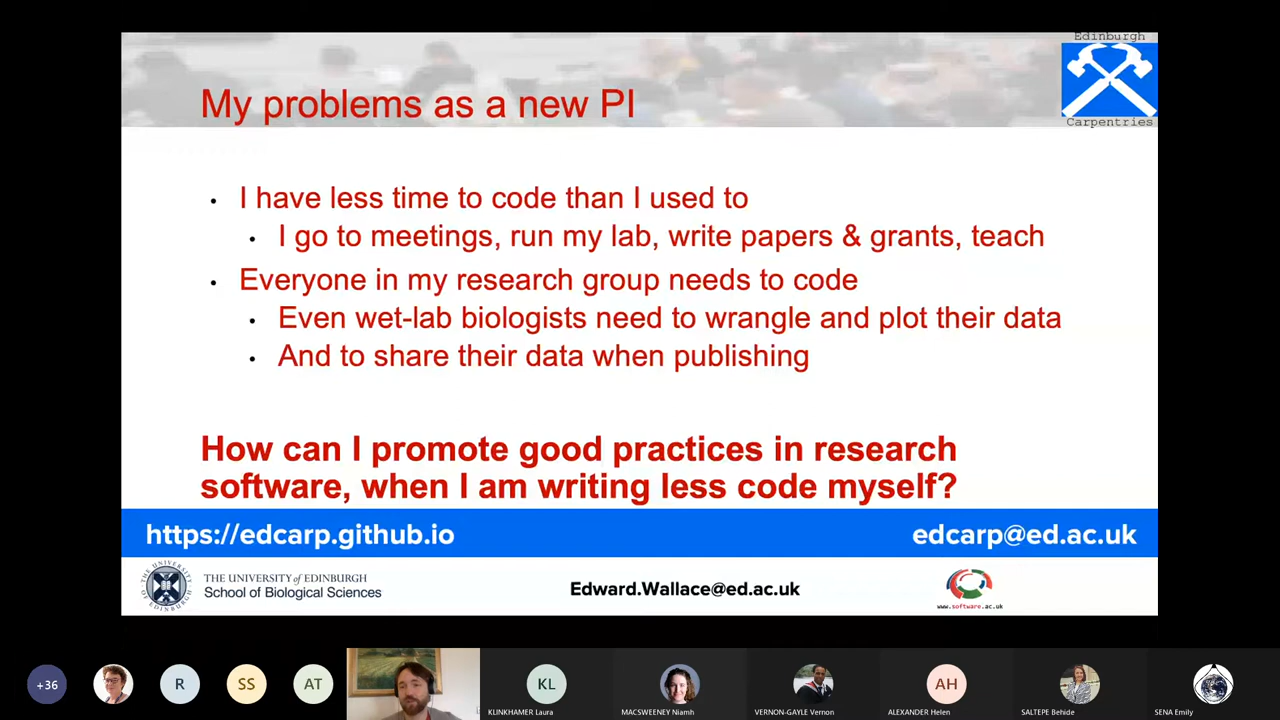 Edinburgh
Carpentries
My problems as a new PI
• I have less time to code than I used to
• I go to meetings, run my lab, write papers & grants, teach
• Everyone in my research group needs to code
• Even wet-lab biologists need to wrangle and plot their data
• And to share their data when publishing
How can I promote good practices in research
software, when I am writing less code myself?
https://edcarp.github.io
edcarp@ed.ac.uk
THE UNIVERSITY of EDINBURGH
School of Biological Sciences
Edward.Wallace@ed.ac.uk
www.software.ac.uk
+36
R
SS
AT
KL
KLINKHAMER Laura
MACSWEENEY Niamh
VERNON-GAYLE Vernon
AH
ALEXANDER Helen
SALTEPE Behide
SENA Emily